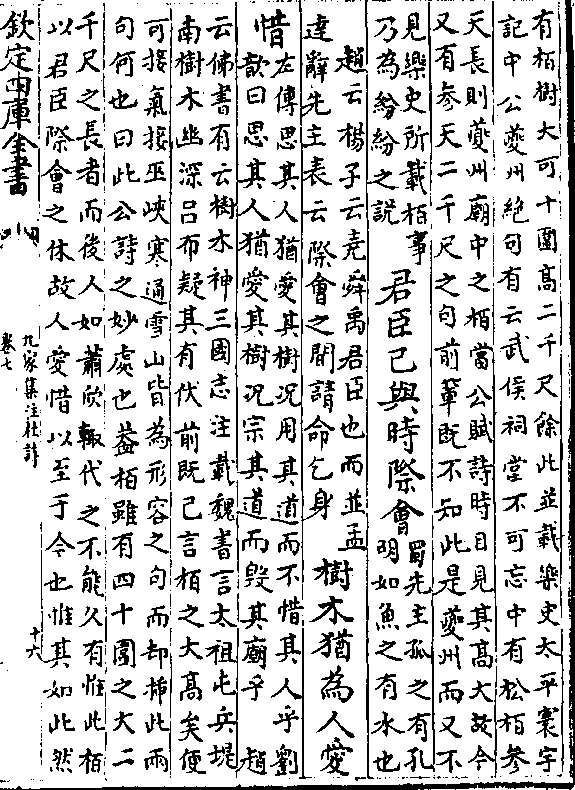 有栢樹大可十圍高二千尺餘此並載樂史太平寰宇
記中公夔州絶句有云武侯祠堂不可忘中有松栢參
天長則夔州廟中之栢當公賦詩時目見其高大故今
又有參天二千尺之句前輩既不知此是夔州而又不
見樂史所載栢事
乃為紛紛之説
君臣已與時際會
蜀先主孤之有孔
明如魚之有水也
趙云楊子云堯舜禹君臣也而並孟
達辭先主表云際會之間請命乞身
樹木猶為人愛
惜
左傳思其人猶愛其樹況用其道而不惜其人乎劉
歆曰思其人猶愛其樹況宗其道而毁其廟乎 趙
云佛書有云樹木神三國志注載魏書言太祖屯兵堤
南樹木幽深吕布疑其有伏前既已言栢之大高矣便
可接氣接巫峽寒通雪山皆為形容之句而却揷此兩
句何也曰此公詩之妙處也葢栢雖有四十圍之大二
千尺之長者而後人如蕭欣輙代之不能久有惟此栢
以君臣際會之休故人愛惜以至于今也惟其如此然
欽定四庫全書
九家集注杜詩
卷七
十六